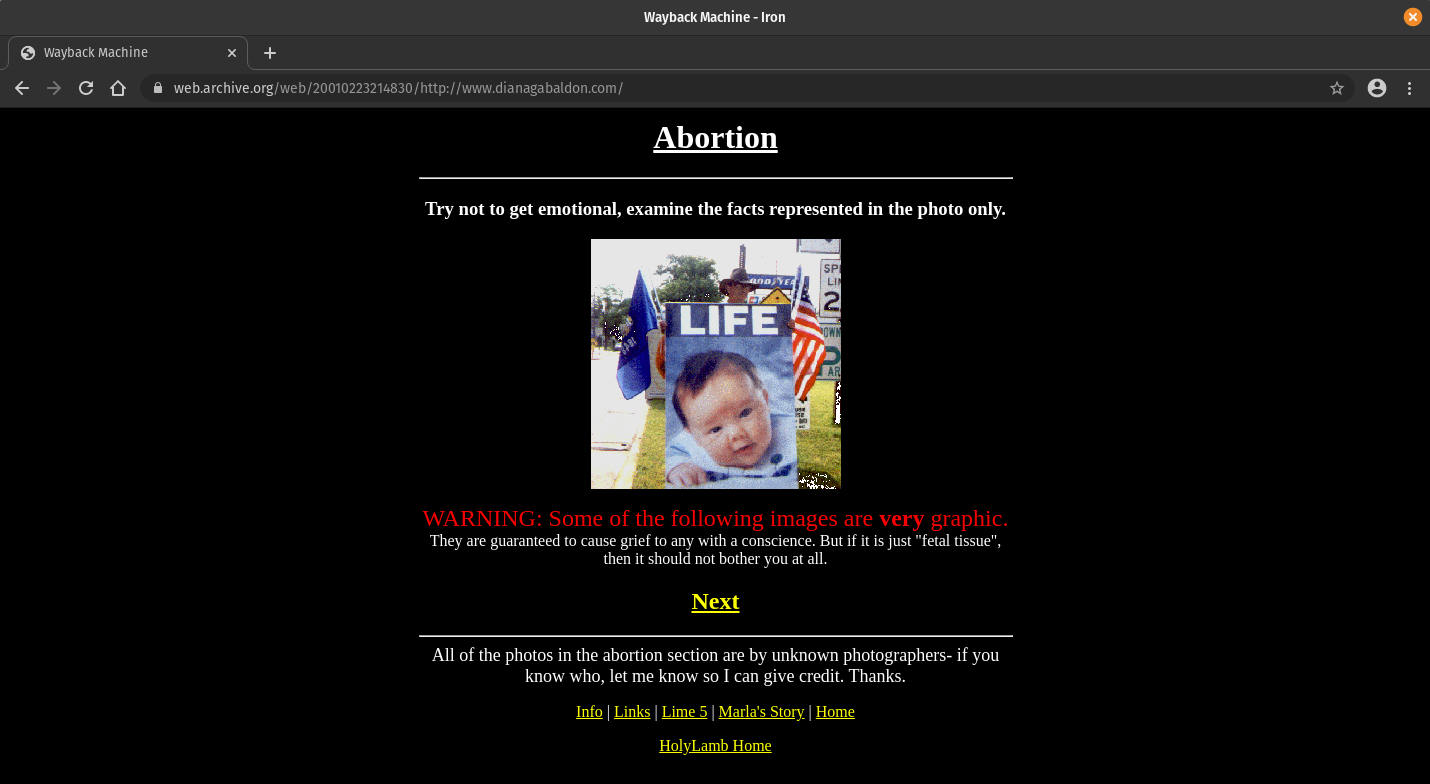 Wayback Machine - Iron
Wayback Machine
web.archive.org/web/20010223214830/http://www.dianagabaldon.com/
Abortion
Try not to get emotional, examine the facts represented in the photo only.
GOODYEAR
LIFE
WARNING: Some of the following images are very graphic.
They are guaranteed to cause grief to any with a conscience. But if it is just "fetal tissue",
then it should not bother you at all.
Next
All of the photos in the abortion section are by unknown photographers- if you
know who, let me know so I can give credit. Thanks.
Info | Links | Lime 5 | Marla's Story | Home
HolyLamb Home